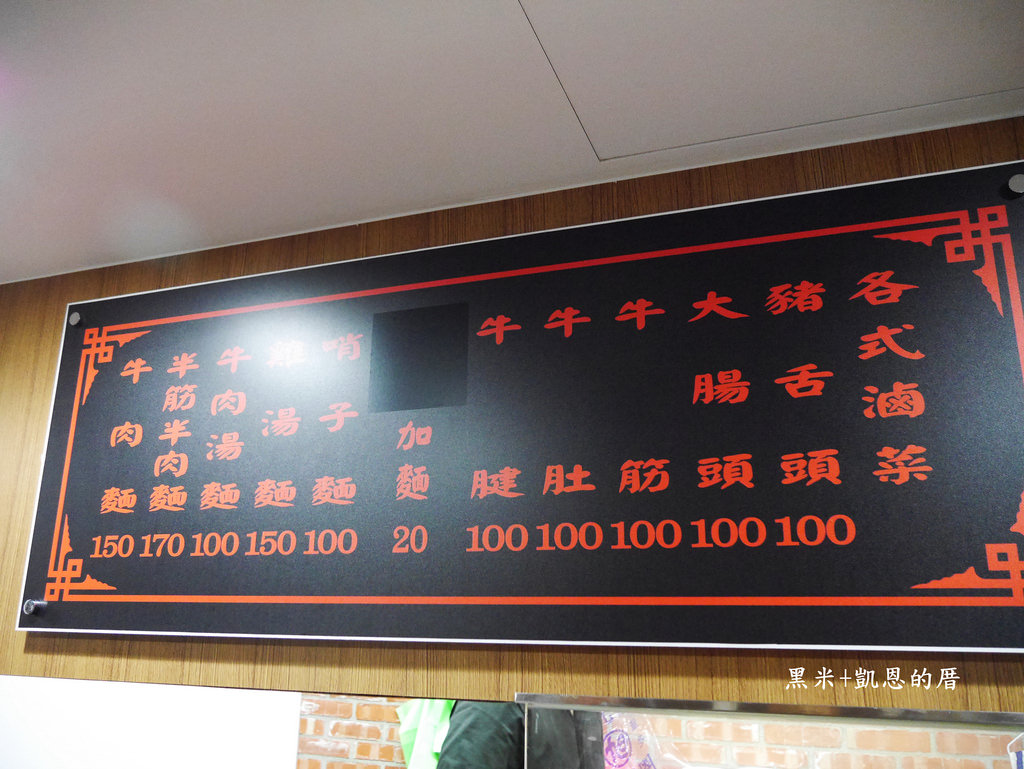 牛肉麵 150
半筋半肉麵 170
牛肉湯麵 100
雞湯麵 150
哨子麵 100
加麵 20
牛腱 100
牛肚 100
牛筋 100
大腸頭 100
豬舌頭 100
各式滷菜
黑米+凱恩的厝